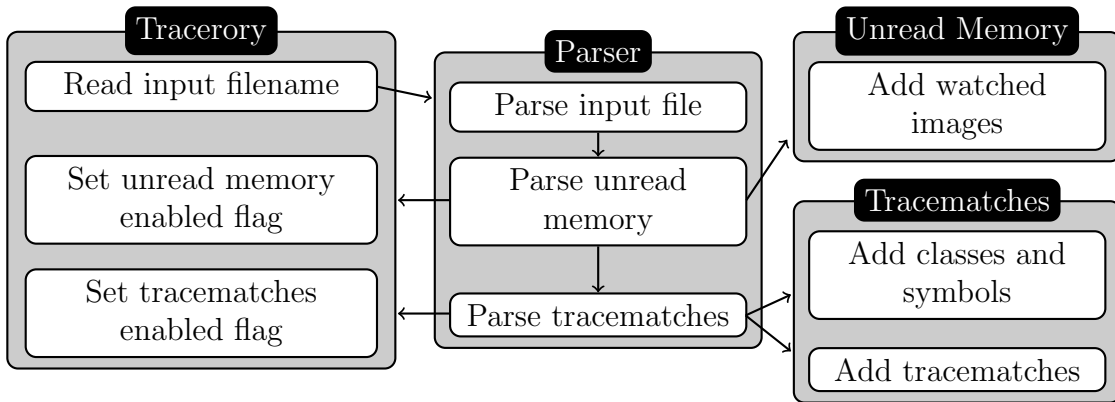 Tracerory
Read input filename
Set unread memory
enabled flag
Set tracematches
enabled flag
Parser
Parse input file
Parse unread
memory
Parse tracematches
Unread Memory
Add watched
images
Tracematches
Add classes and
symbols
Add tracematches